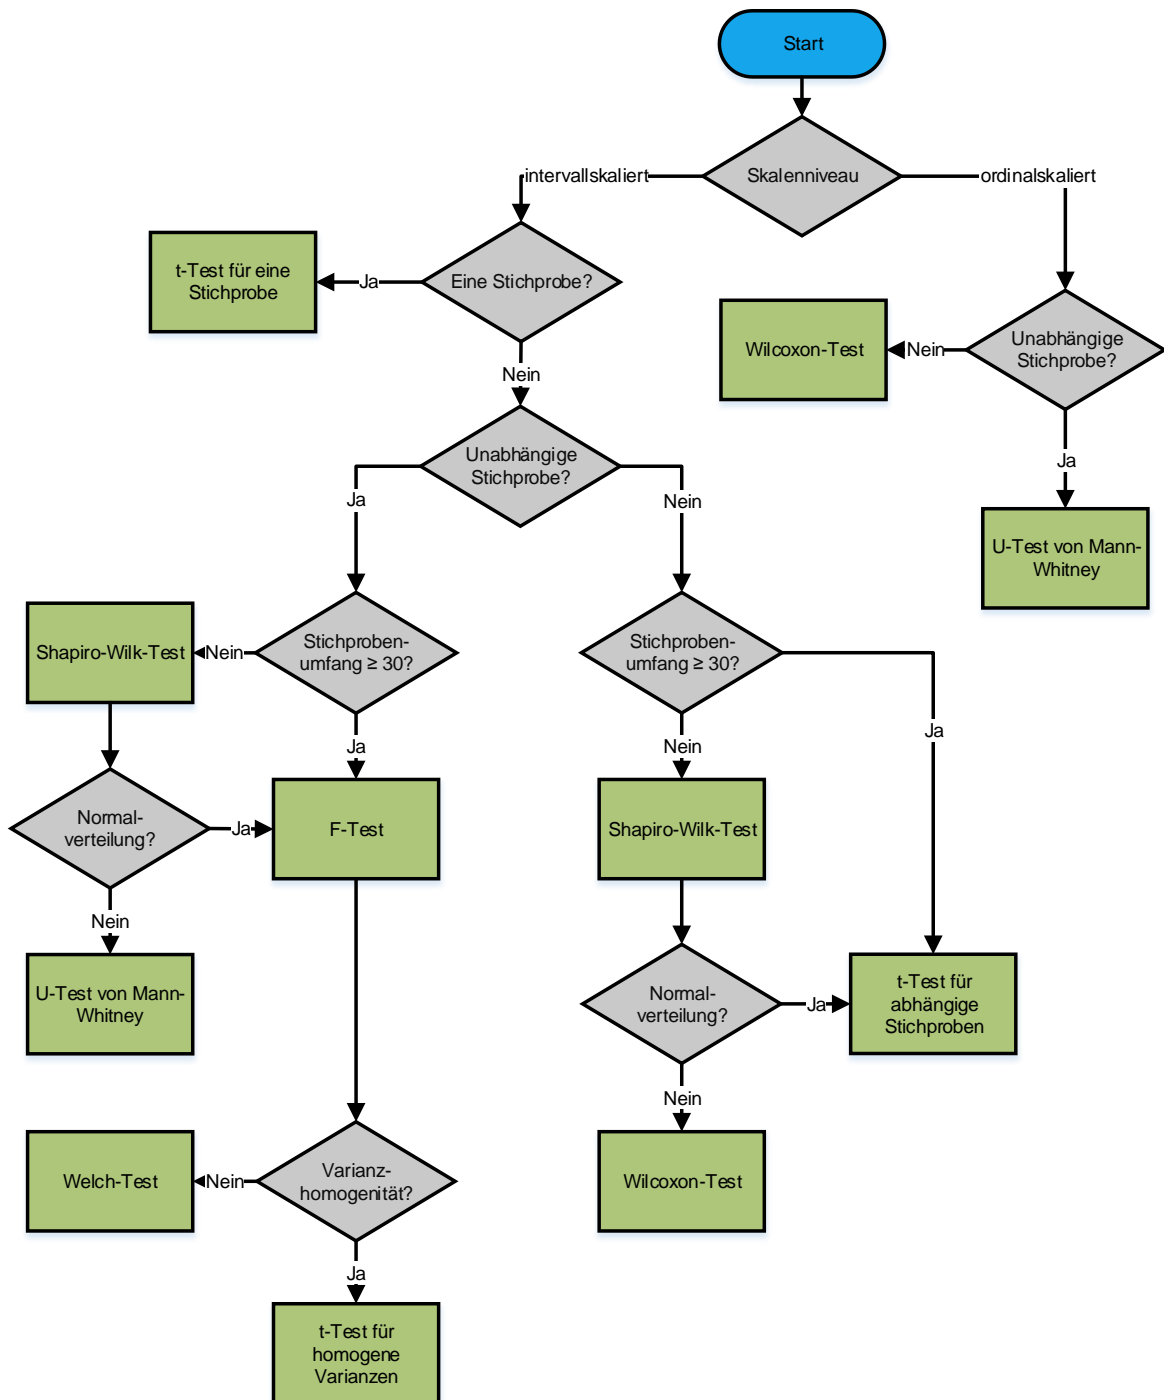 Start
Skalenniveau
intervallskaliert
ordinalskaliert
t-Test für eine
Stichprobe
Ja
Eine Stichprobe?
Wilcoxon-Test
Nein
Unabhängige
Stichprobe?
Nein
Unabhängige
Stichprobe?
Ja
Ja
Nein
U-Test von Mann-
Whitney
Shapiro-Wilk-Test
Nein
Stichproben-
umfang ≥ 30?
Stichproben-
umfang ≥ 30?
Ja
Ja
Nein
Normal-
verteilung?
Ja
F-Test
Shapiro-Wilk-Test
Nein
U-Test von Mann-
Whitney
Normal-
verteilung?
Ja
t-Test für
abhängige
Stichproben
Nein
Welch-Test
Nein
Varianz-
homogenität?
Wilcoxon-Test
Ja
t-Test für
homogene
Varianzen